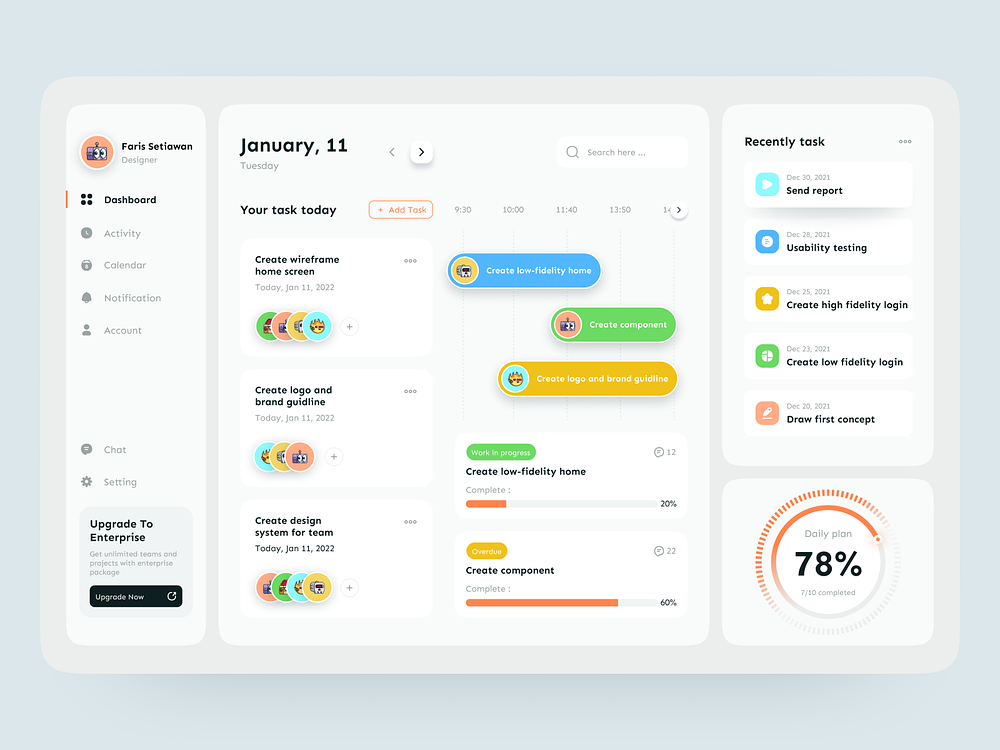 Faris Setiawan
Designer
Dashboard
Activity
Calendar
Notification
Account
Chat
Setting
Upgrade To
Enterprise
Get unlimited teams and
projects with enterprise
package
Upgrade Now
January, 11
Tuesday
Search here ...
Your task today
+ Add Task
9:30 10:00 11:40 13:50
Create wireframe
home screen
Today, Jan 11, 2022
+
Create logo and
brand guidline
Today, Jan 11, 2022
+
Create design
system for team
Today, Jan 11, 2022
+
Create low-fidelity home
Create component
Create logo and brand guidline
Work in progress 12
Create low-fidelity home
Complete :
20%
Overdue 22
Create component
Complete :
60%
Recently task
Dec 30, 2021
Send report
Dec 28, 2021
Usability testing
Dec 25, 2021
Create high fidelity login
Dec 23, 2021
Create low fidelity login
Dec 20, 2021
Draw first concept
Daily plan
78%
7/10 completed